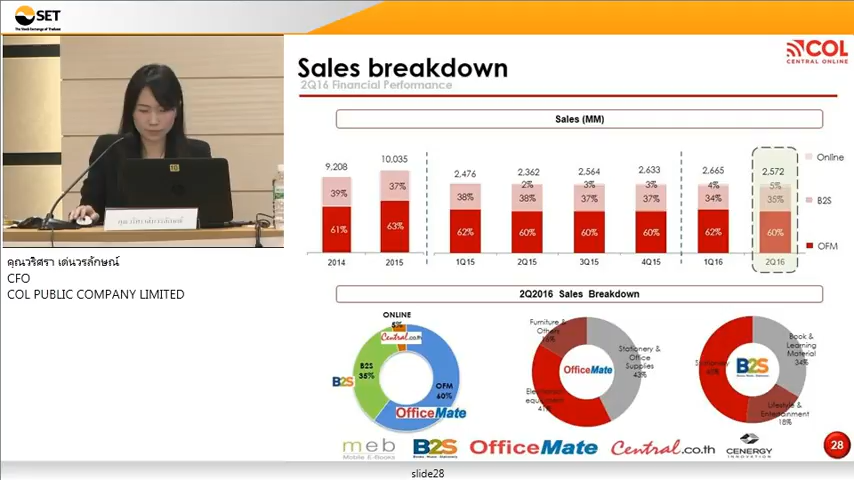 SET
The Stock Exchange of Thailand
COL
CENTRAL ONLINE
Sales breakdown
2Q16 Financial Performance
Sales (MM)
9,208
10,035
2,476
2,362
2,564
2,633
2,665
2,572
Online
2%
3%
3%
4%
5%
39%
37%
38%
38%
37%
37%
34%
35%
B2S
61%
63%
62%
60%
60%
60%
62%
60%
OFM
2014
2015
1Q15
2Q15
3Q15
4Q15
1Q16
2Q16
คุณวริศรา เด่นวรลักษณ์
CFO
COL PUBLIC COMPANY LIMITED
2Q2016 Sales Breakdown
ONLINE
5%
Central.co.th
B2S
35%
B2S
OFM
60%
OfficeMate
Furniture &
Others
Stationery &
Office
Supplies
43%
OfficeMate
equipment
41%
Book &
Learning
Material
34%
B2S
Lifestyle &
Entertainment
18%
meb
Mobile E-Books
B2S
OfficeMate
Central.co.th
CENERGY
INNOVATION
28
slide28